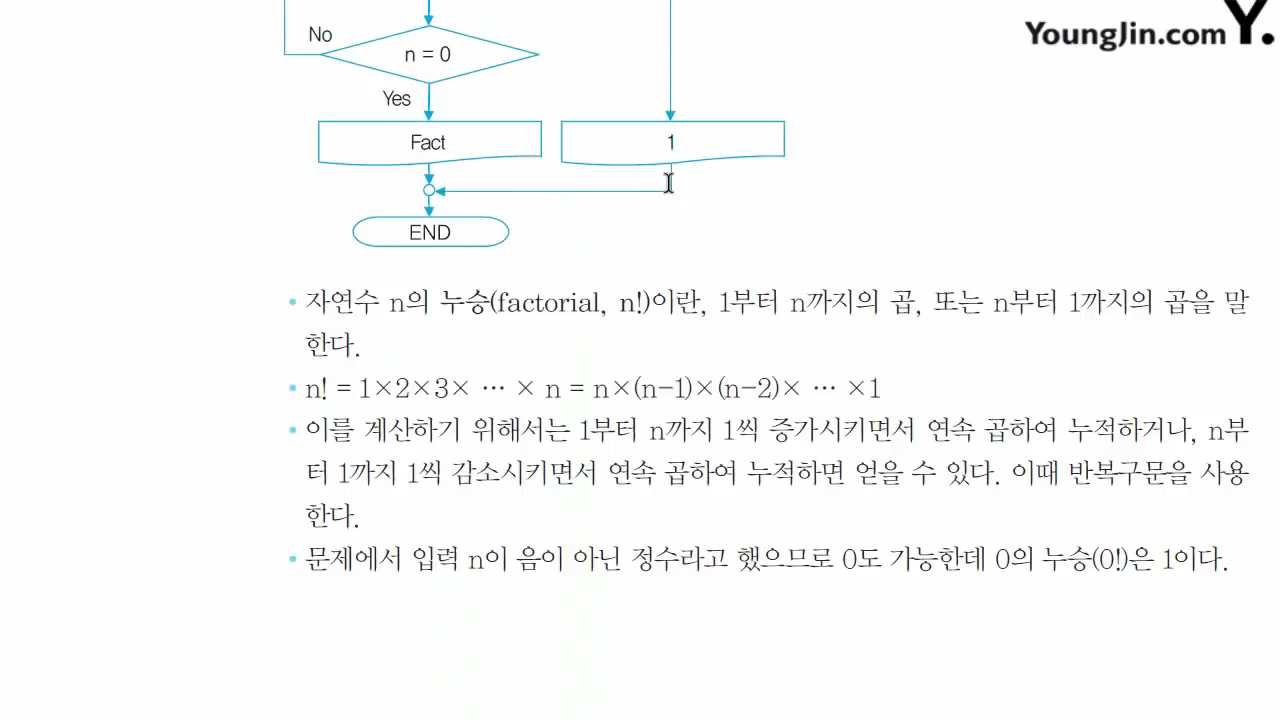 YoungJin.com Y.
No
n = 0
Yes
Fact
1
END
• 자연수 n의 누승(factorial, n!)이란, 1부터 n까지의 곱, 또는 n부터 1까지의 곱을 말
한다.
• n! = 1×2×3× … × n = n×(n-1)×(n-2)× … ×1
• 이를 계산하기 위해서는 1부터 n까지 1씩 증가시키면서 연속 곱하여 누적하거나, n부
터 1까지 1씩 감소시키면서 연속 곱하여 누적하면 얻을 수 있다. 이때 반복구문을 사용
한다.
• 문제에서 입력 n이 음이 아닌 정수라고 했으므로 0도 가능한데 0의 누승(0!)은 1이다.